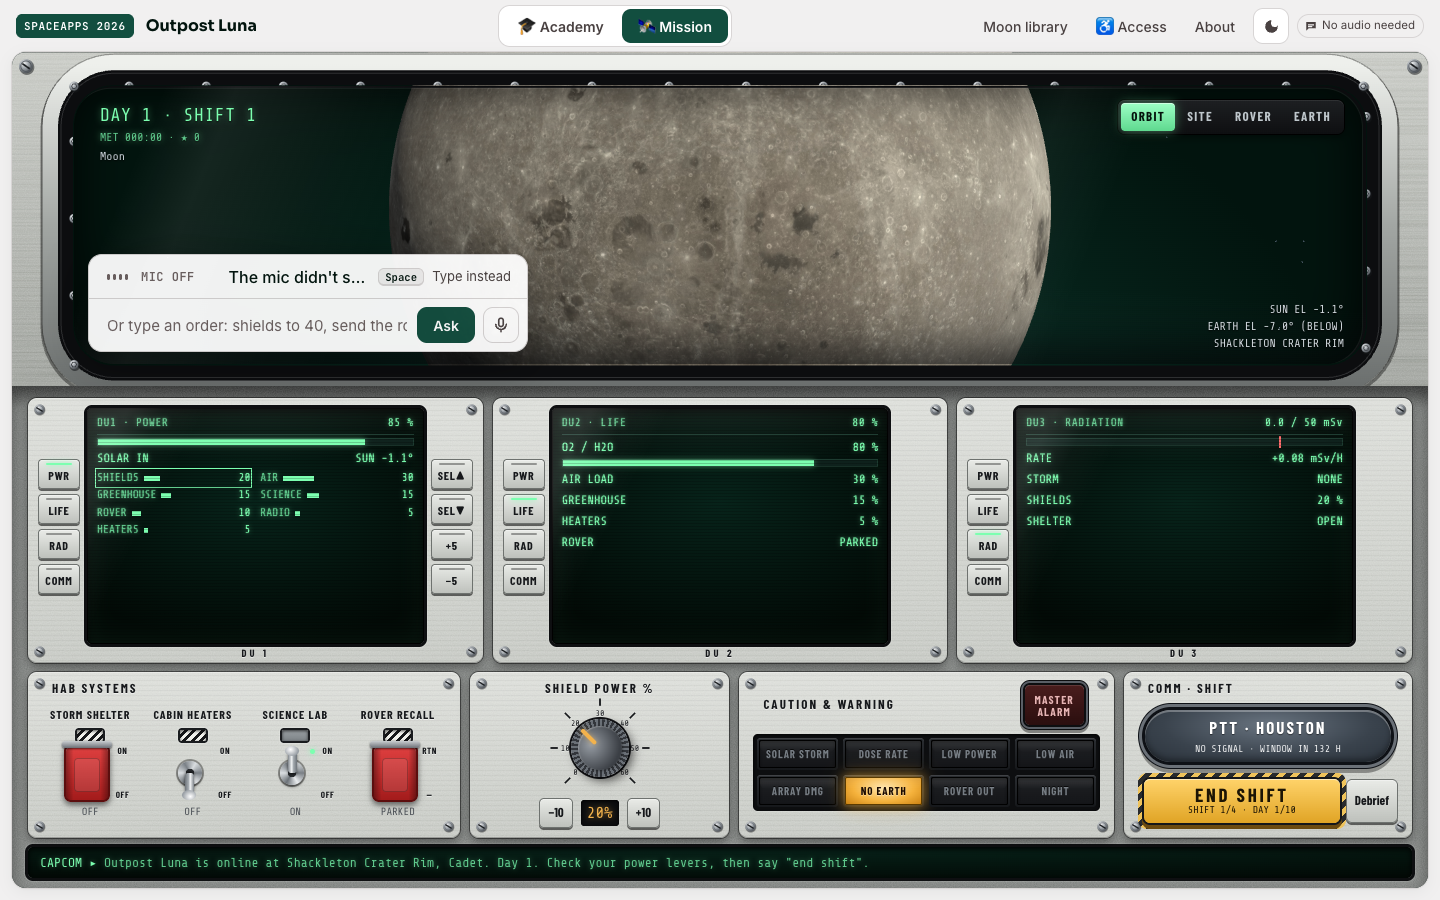 SPACEAPPS 2026
Outpost Luna
Academy
Mission
Moon library
Access
About
No audio needed
DAY 1 · SHIFT 1
MET 000:00 · ★ 0
Moon
ORBIT SITE ROVER EARTH
MIC OFF
The mic didn't s...
Space
Type instead
Or type an order: shields to 40, send the ro
Ask
SUN EL -1.1°
EARTH EL -7.0° (BELOW)
SHACKLETON CRATER RIM
DU1 · POWER 85 %
SOLAR IN SUN -1.1°
SHIELDS 20 AIR 30
GREENHOUSE 15 SCIENCE 15
ROVER 10 RADIO 5
HEATERS 5
PWR
LIFE
RAD
COMM
SEL▲
SEL▼
+5
-5
DU 1
DU2 · LIFE 80 %
O2 / H2O 80 %
AIR LOAD 30 %
GREENHOUSE 15 %
HEATERS 5 %
ROVER PARKED
PWR
LIFE
RAD
COMM
DU 2
DU3 · RADIATION 0.0 / 50 mSv
RATE +0.08 mSv/H
STORM NONE
SHIELDS 20 %
SHELTER OPEN
PWR
LIFE
RAD
COMM
DU 3
HAB SYSTEMS
STORM SHELTER
ON
OFF
OFF
CABIN HEATERS
ON
OFF
OFF
SCIENCE LAB
ON
OFF
ON
ROVER RECALL
RTN
—
PARKED
SHIELD POWER %
0 10 20 30 40 50 60
-10
20%
+10
CAUTION & WARNING
MASTER
ALARM
SOLAR STORM DOSE RATE LOW POWER LOW AIR
ARRAY DMG NO EARTH ROVER OUT NIGHT
COMM · SHIFT
PTT · HOUSTON
NO SIGNAL · WINDOW IN 132 H
END SHIFT
SHIFT 1/4 · DAY 1/10
Debrief
CAPCOM ▸ Outpost Luna is online at Shackleton Crater Rim, Cadet. Day 1. Check your power levers, then say "end shift".